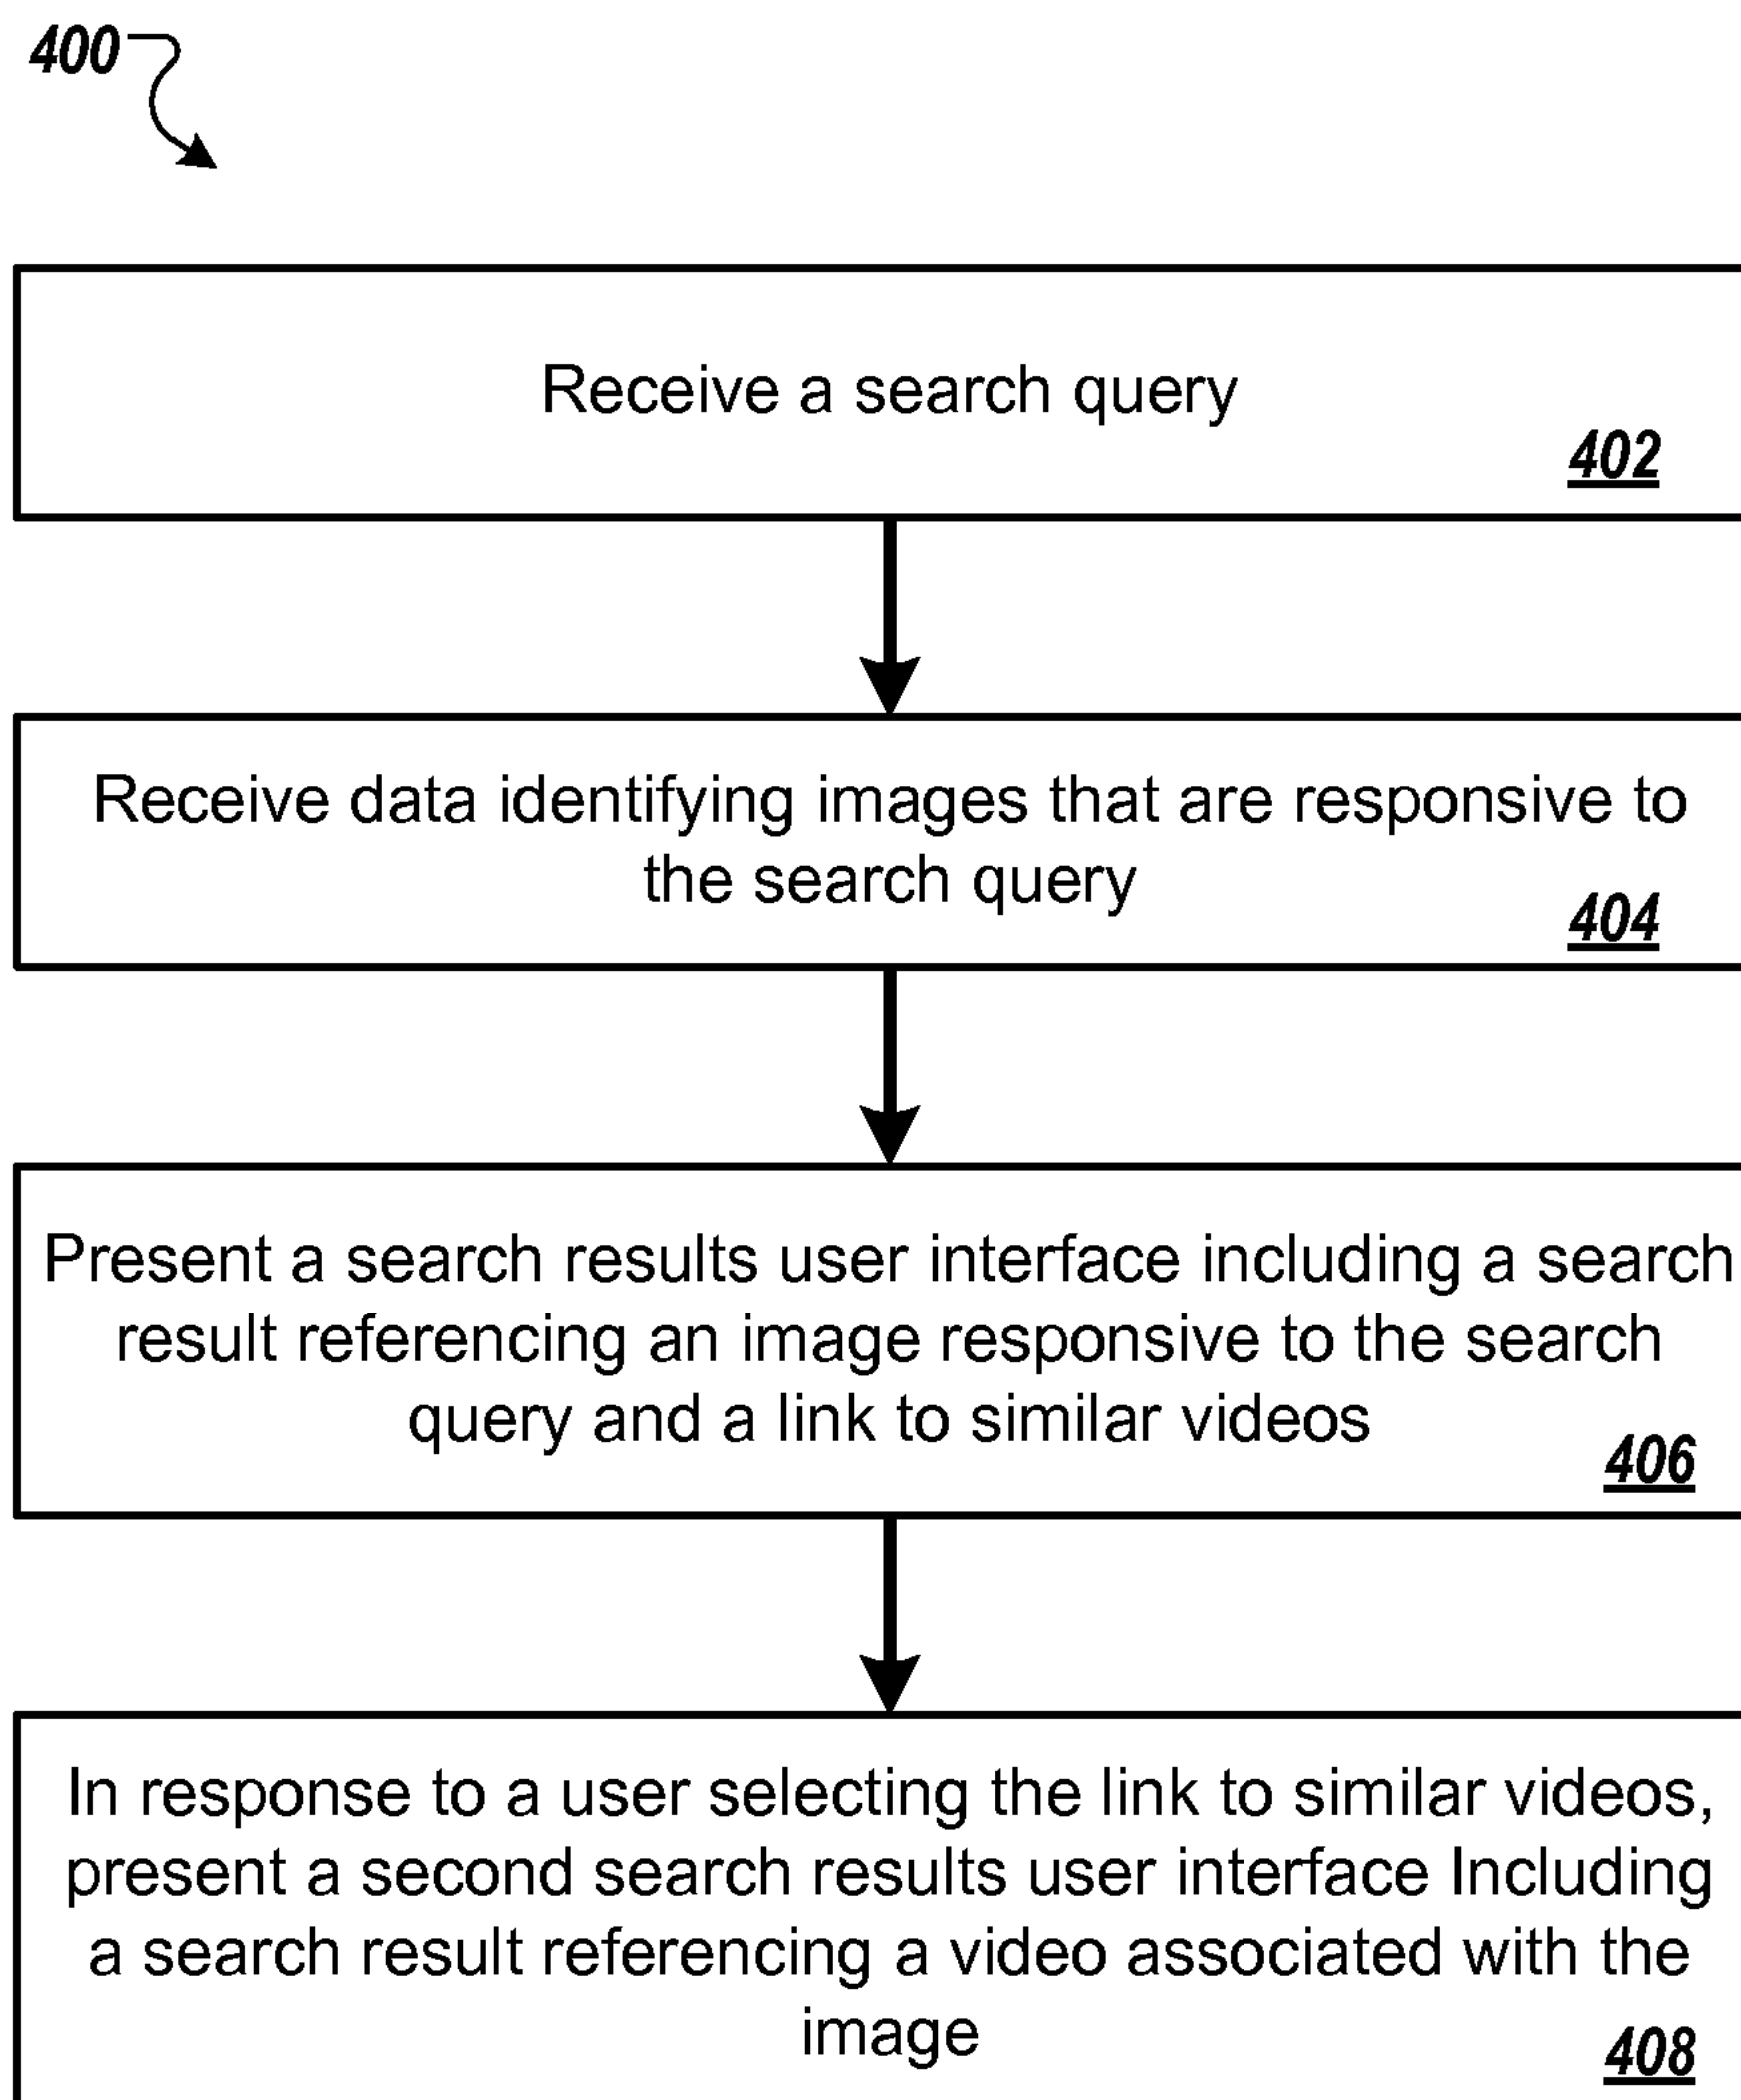 400
Receive a search query
402
Receive data identifying images that are responsive to
the search query
404
Present a search results user interface including a search
result referencing an image responsive to the search
query and a link to similar videos
406
In response to a user selecting the link to similar videos,
present a second search results user interface Including
a search result referencing a video associated with the
image
408